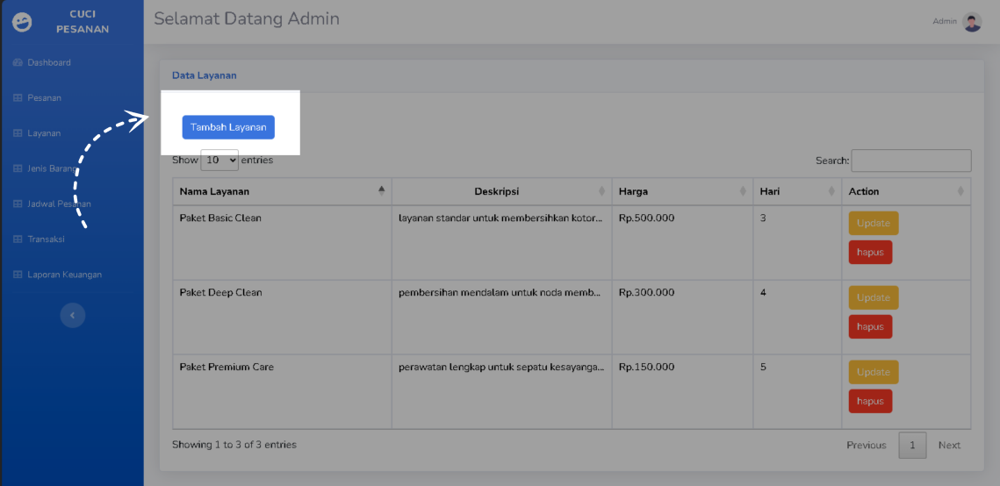 CUCI
PESANAN
Selamat Datang Admin
Admin
Dashboard
Pesanan
Layanan
Jenis Barang
Jadwal Pesanan
Transaksi
Laporan Keuangan
Data Layanan
Tambah Layanan
Show 10 entries
Search:
Nama Layanan Deskripsi Harga Hari Action
Paket Basic Clean layanan standar untuk membersihkan kotor... Rp.500.000 3 Update
hapus
Paket Deep Clean pembersihan mendalam untuk noda memb... Rp.300.000 4 Update
hapus
Paket Premium Care perawatan lengkap untuk sepatu kesayanga... Rp.150.000 5 Update
hapus
Showing 1 to 3 of 3 entries
Previous 1 Next